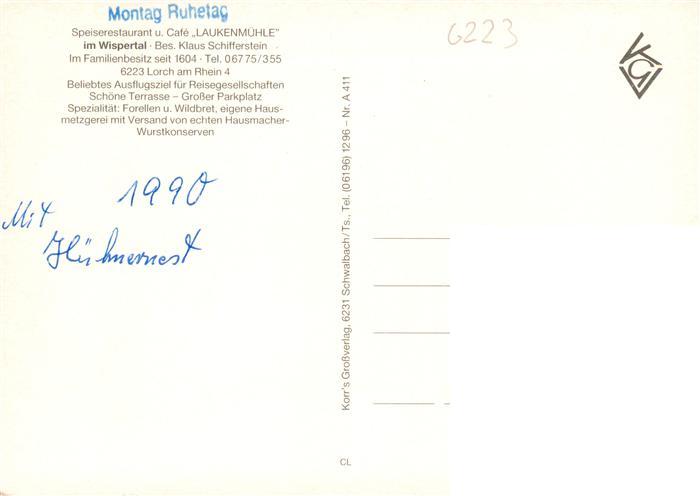 Montag Ruhetag
Speiserestaurant u. Café „LAUKENMÜHLE"
im Wispertal · Bes. Klaus Schifferstein
Im Familienbesitz seit 1604 · Tel. 06775/355
6223 Lorch am Rhein 4
Beliebtes Ausflugsziel für Reisegesellschaften
Schöne Terrasse – Großer Parkplatz
Spezialität: Forellen u. Wildbret, eigene Haus-
metzgerei mit Versand von echten Hausmacher-
Wurstkonserven
1990
Mit
Hühnernest
Korr's Großverlag, 6231 Schwalbach/Ts., Tel. (06196) 1296 – Nr. A 411
CL
6223
KGV